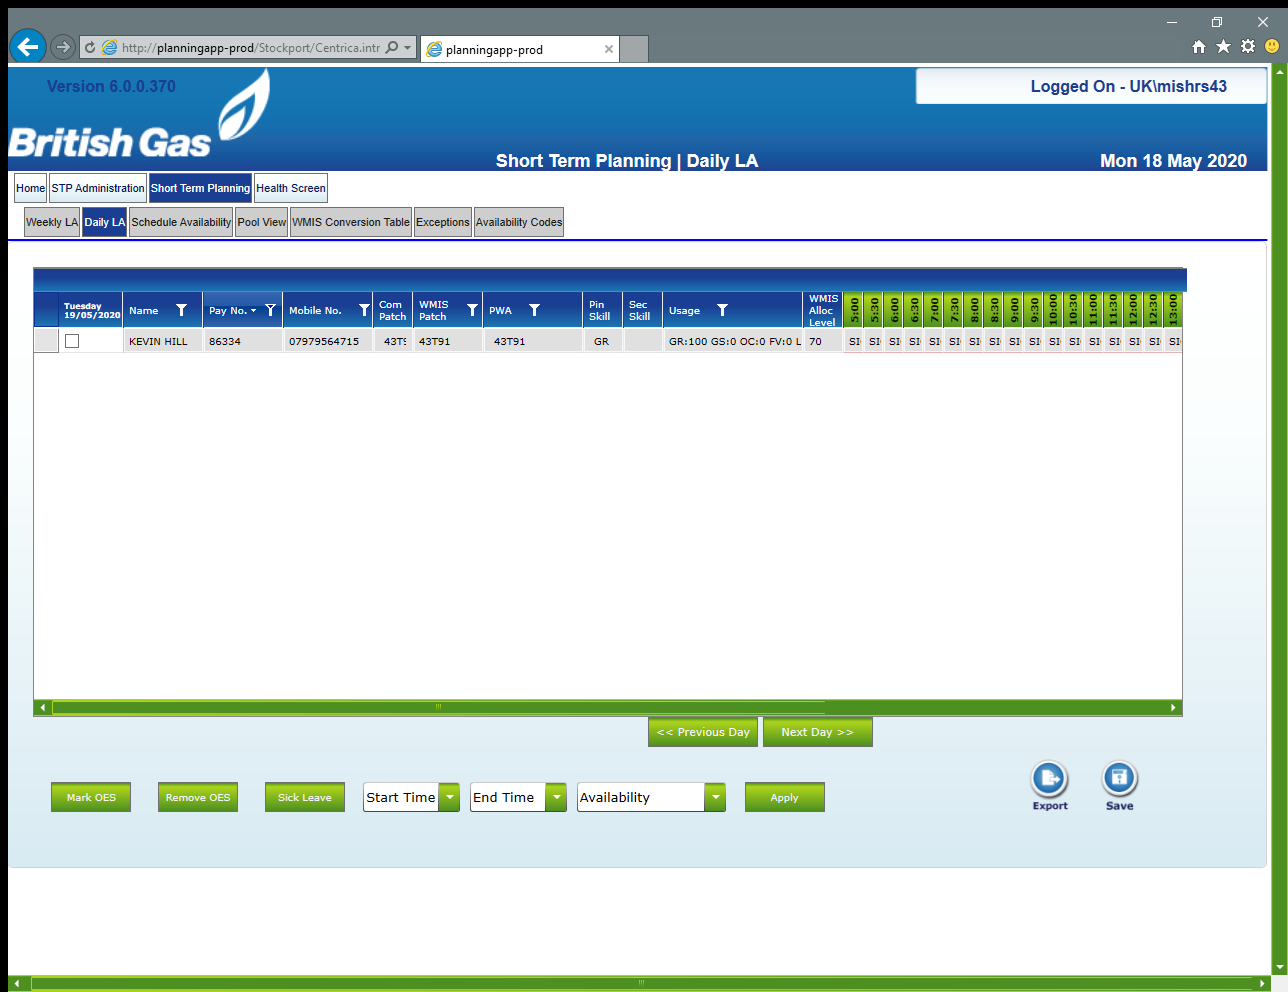 http://planningapp-prod/Stockport/Centrica.intr
planningapp-prod
Version 6.0.0.370
Logged On - UK\mishrs43
British Gas
Short Term Planning | Daily LA
Mon 18 May 2020
Home STP Administration Short Term Planning Health Screen
Weekly LA Daily LA Schedule Availability Pool View WMIS Conversion Table Exceptions Availability Codes
Tuesday 19/05/2020 Name Pay No. Mobile No. Com Patch WMIS Patch PWA Pin Skill Sec Skill Usage WMIS Alloc Level 5:00 5:30 6:00 6:30 7:00 7:30 8:00 8:30 9:00 9:30 10:00 10:30 11:00 11:30 12:00 12:30 13:00
KEVIN HILL 86334 07979564715 43T9 43T91 43T91 GR GR:100 GS:0 OC:0 FV:0 L 70 SI SI SI SI SI SI SI SI SI SI SI SI SI SI SI SI SI
<< Previous Day Next Day >>
Mark OES Remove OES Sick Leave Start Time End Time Availability Apply
Export Save